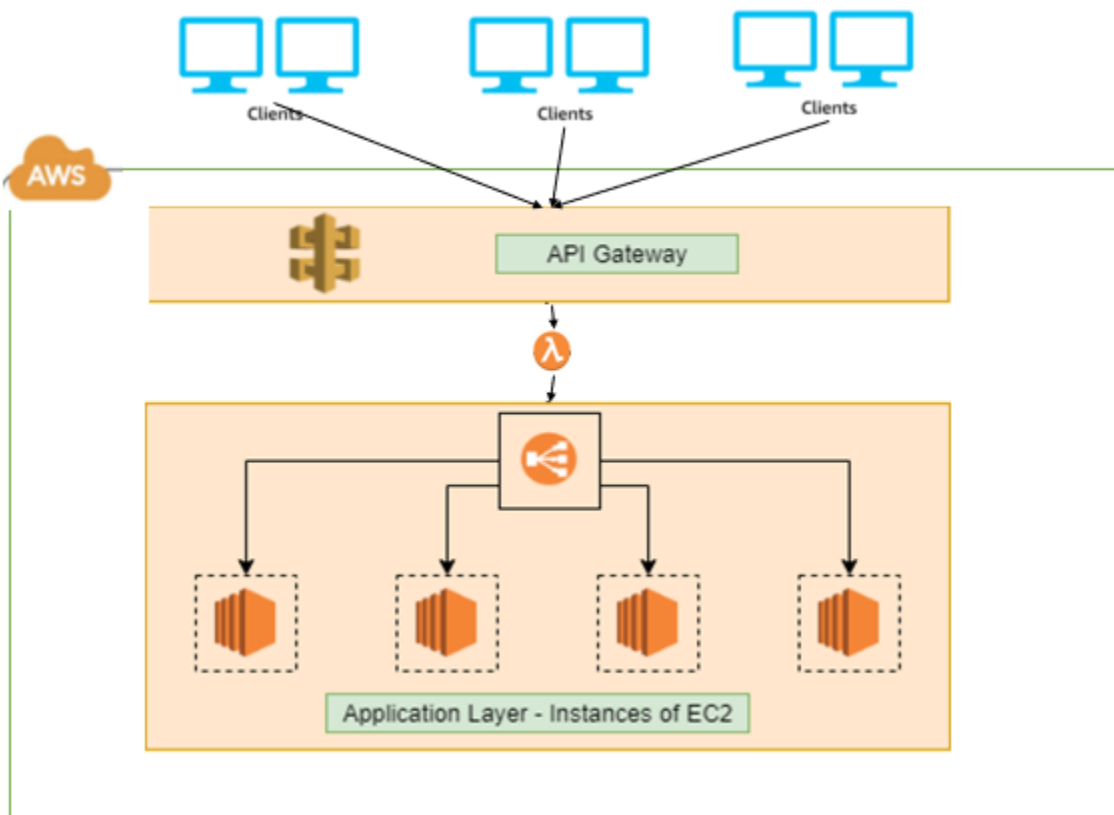 Clients
Clients
Clients
AWS
API Gateway
λ
Application Layer - Instances of EC2